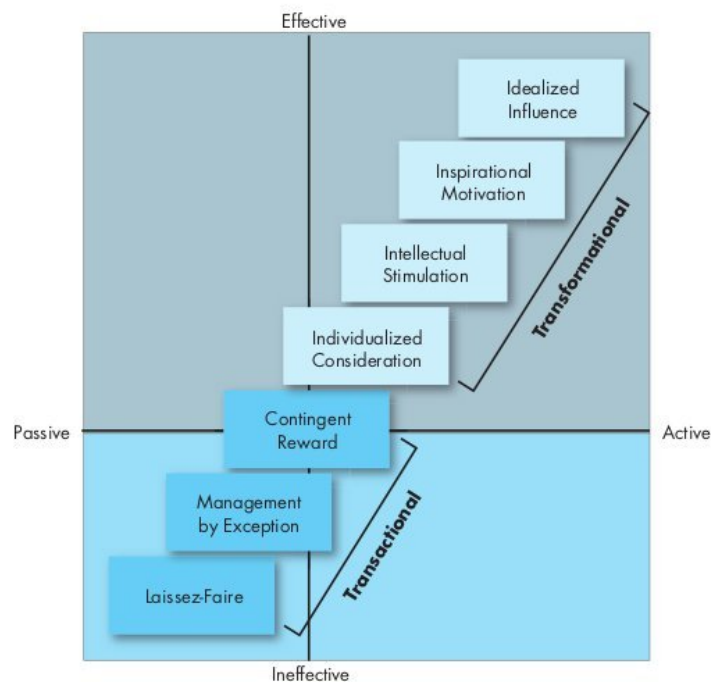 Effective
Idealized
Influence
Inspirational
Motivation
Intellectual
Stimulation
Transformational
Individualized
Consideration
Contingent
Reward
Passive
Active
Management
by Exception
Transactional
Laissez-Faire
Ineffective